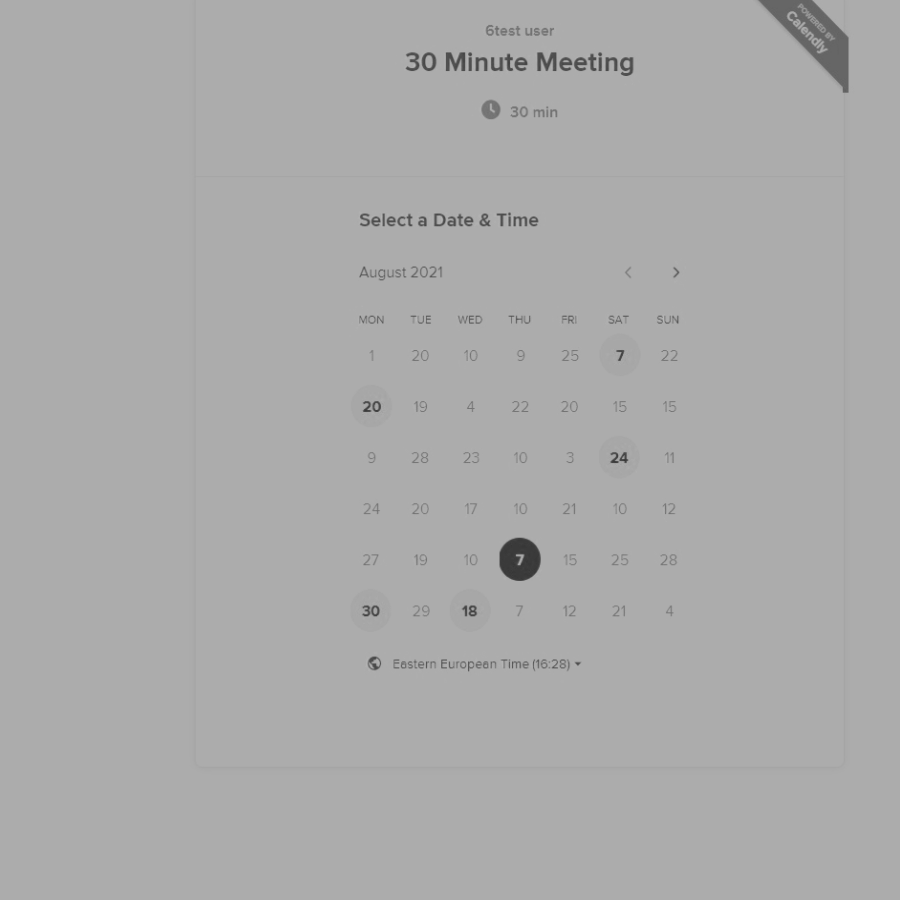 POWERED BY
Calendly
6test user
30 Minute Meeting
30 min
Select a Date & Time
August 2021
MON TUE WED THU FRI SAT SUN
1 20 10 9 25 7 22
20 19 4 22 20 15 15
9 28 23 10 3 24 11
24 20 17 10 21 10 12
27 19 10 7 15 25 28
30 29 18 7 12 21 4
Eastern European Time (16:28)